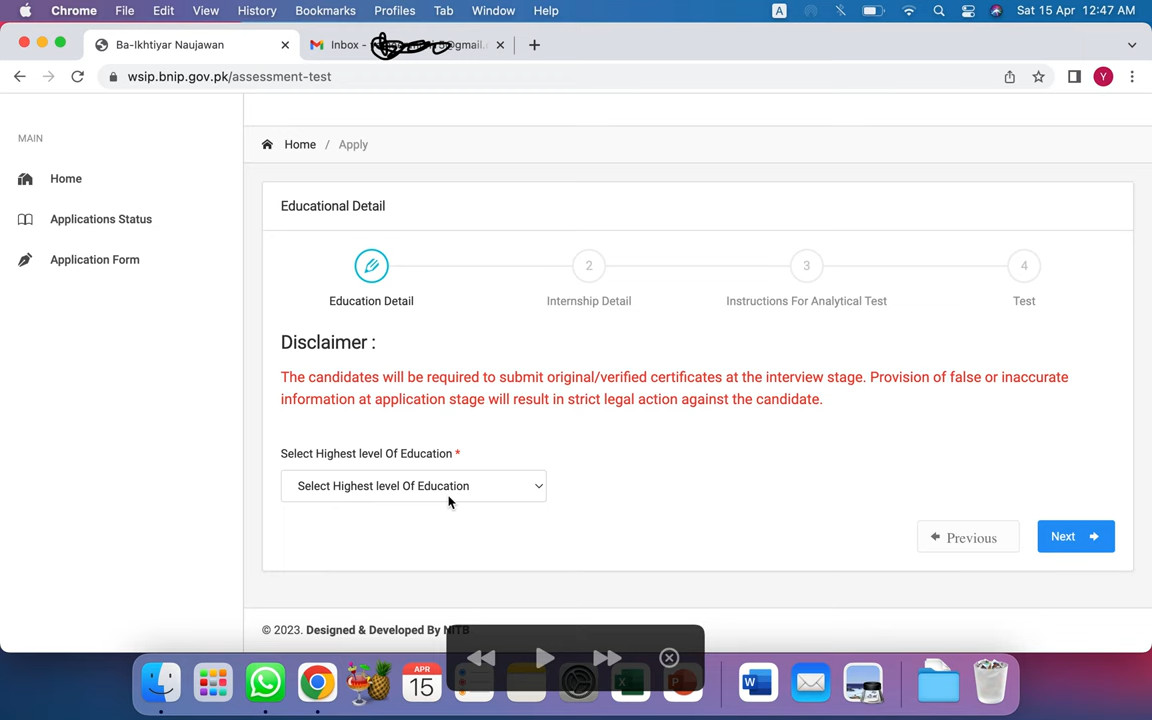 Chrome File Edit View History Bookmarks Profiles Tab Window Help A Sat 15 Apr 12:47 AM
Ba-Ikhtiyar Naujawan Inbox - 5@gmail.
wsip.bnip.gov.pk/assessment-test Y
MAIN
Home / Apply
Home
Applications Status
Application Form
Educational Detail
2 3 4
Education Detail Internship Detail Instructions For Analytical Test Test
Disclaimer :
The candidates will be required to submit original/verified certificates at the interview stage. Provision of false or inaccurate
information at application stage will result in strict legal action against the candidate.
Select Highest level Of Education *
Select Highest level Of Education
Previous Next
© 2023. Designed & Developed By NITB
APR
15